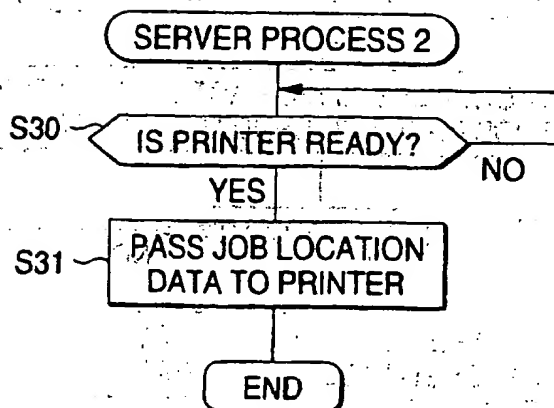 SERVER PROCESS 2
S30
IS PRINTER READY?
NO
YES
S31
PASS JOB LOCATION
DATA TO PRINTER
END